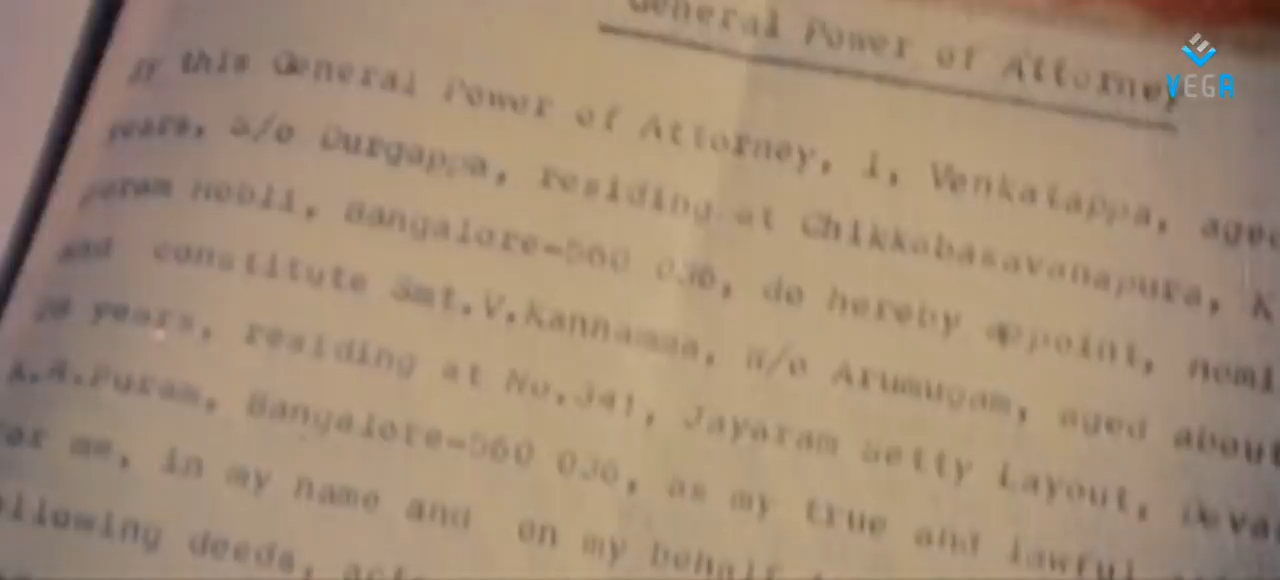 General Power of Attorney
VEGA
this General Power of Attorney, I, Venkatappa, aged
years, S/o Durgappa, residing at Chikkabasavanapura, K
Hobli, Bangalore-560 036, do hereby appoint, nomi
and constitute Smt.V.Kannamma, W/o Arumugam, aged about
years, residing at No.341, Jayaram Setty Layout, Deva
K.R.Puram, Bangalore-560 036, as my true and lawful
for me, in my name and on my behalf
following deeds,